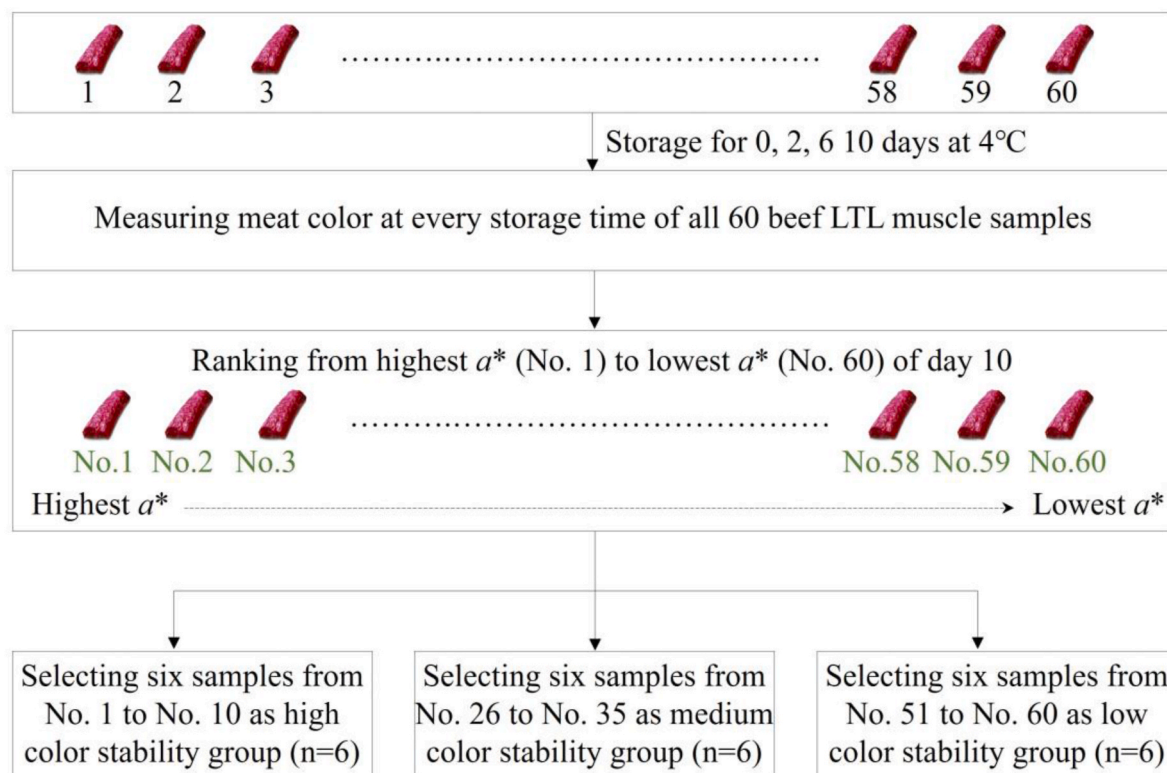 1 2 3 ........................................................ 58 59 60
Storage for 0, 2, 6 10 days at 4℃
Measuring meat color at every storage time of all 60 beef LTL muscle samples
Ranking from highest a* (No. 1) to lowest a* (No. 60) of day 10
No.1 No.2 No.3 ........................................................ No.58 No.59 No.60
Highest a* Lowest a*
Selecting six samples from
No. 1 to No. 10 as high
color stability group (n=6)
Selecting six samples from
No. 26 to No. 35 as medium
color stability group (n=6)
Selecting six samples from
No. 51 to No. 60 as low
color stability group (n=6)